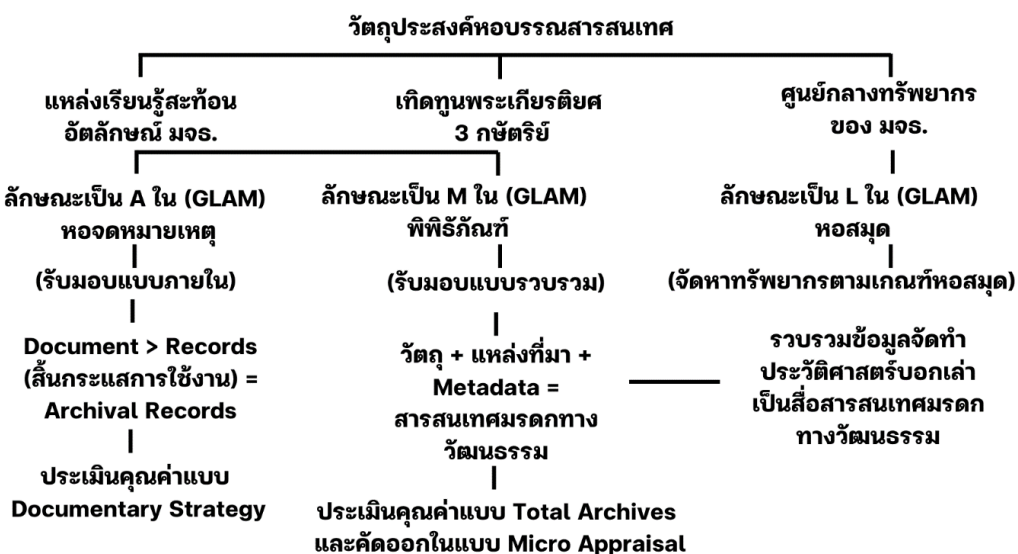 วัตถุประสงค์หอบรรณสารสนเทศ
แหล่งเรียนรู้สะท้อน
อัตลักษณ์ มจธ.
เทิดทูนพระเกียรติยศ
3 กษัตริย์
ศูนย์กลางทรัพยากร
ของ มจธ.
ลักษณะเป็น A ใน (GLAM)
หอจดหมายเหตุ
ลักษณะเป็น M ใน (GLAM)
พิพิธภัณฑ์
ลักษณะเป็น L ใน (GLAM)
หอสมุด
(รับมอบแบบภายใน)
(รับมอบแบบรวบรวม)
(จัดหาทรัพยากรตามเกณฑ์หอสมุด)
Document > Records
(สิ้นกระแสการใช้งาน) =
Archival Records
วัตถุ + แหล่งที่มา +
Metadata =
สารสนเทศมรดกทาง
วัฒนธรรม
รวบรวมข้อมูลจัดทำ
ประวัติศาสตร์บอกเล่า
เป็นสื่อสารสนเทศมรดก
ทางวัฒนธรรม
ประเมินคุณค่าแบบ
Documentary Strategy
ประเมินคุณค่าแบบ Total Archives
และคัดออกในแบบ Micro Appraisal